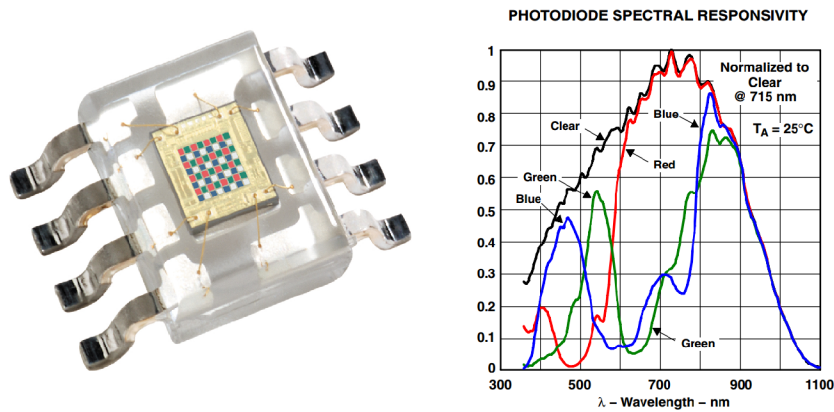 PHOTODIODE SPECTRAL RESPONSIVITY
1
0.9
0.8
0.7
0.6
0.5
0.4
0.3
0.2
0.1
0
Normalized to
Clear
@ 715 nm
TA = 25°C
Blue
Clear
Red
Green
Blue
Green
300
500
700
900
1100
λ – Wavelength – nm